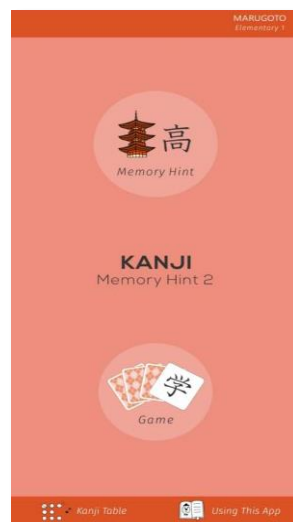 MARUGOTO
Elementary 1
高
Memory Hint
KANJI
Memory Hint 2
学
Game
Kanji Table
Using This App